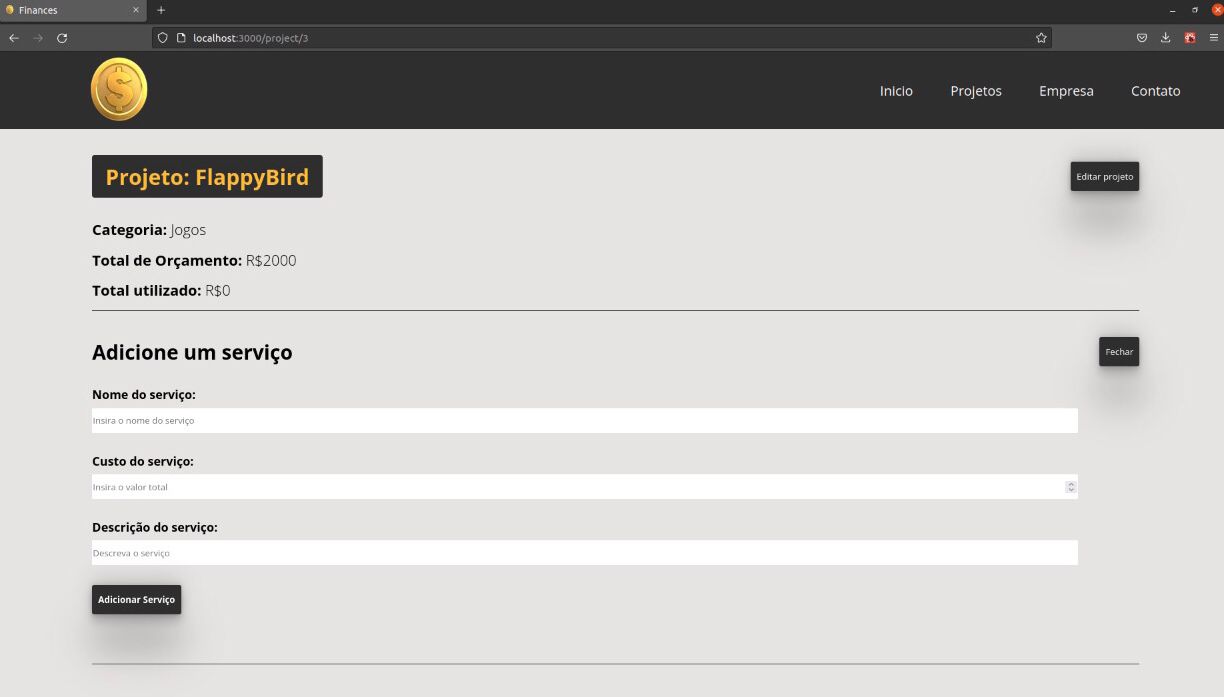 Finances
localhost:3000/project/3
$
Inicio Projetos Empresa Contato
Projeto: FlappyBird
Editar projeto
Categoria: Jogos
Total de Orçamento: R$2000
Total utilizado: R$0
Adicione um serviço
Fechar
Nome do serviço:
Insira o nome do serviço
Custo do serviço:
Insira o valor total
Descrição do serviço:
Descreva o serviço
Adicionar Serviço